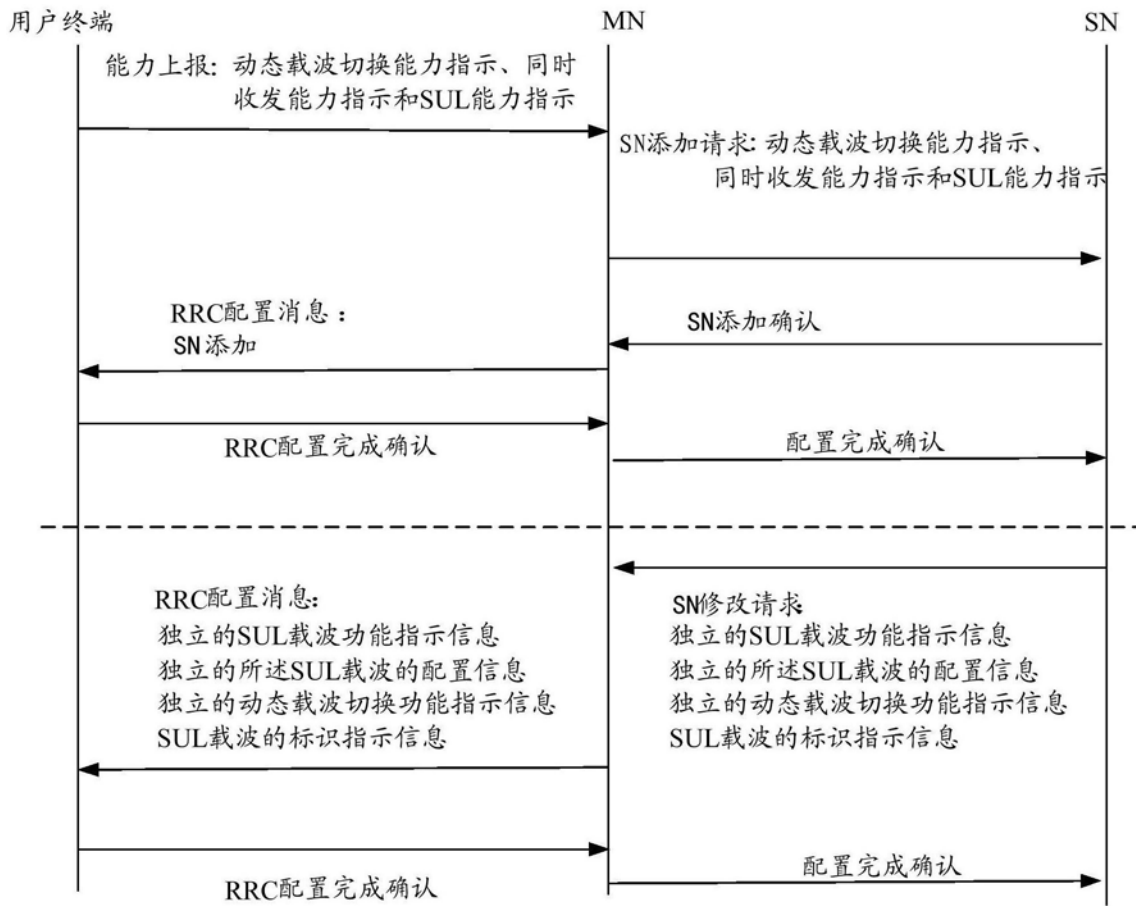 用户终端
MN
SN
能力上报: 动态载波切换能力指示、同时
收发能力指示和SUL能力指示
SN添加请求: 动态载波切换能力指示、
同时收发能力指示和SUL能力指示
RRC配置消息：
SN添加
SN添加确认
RRC配置完成确认
配置完成确认
RRC配置消息:
独立的SUL载波功能指示信息
独立的所述SUL载波的配置信息
独立的动态载波切换功能指示信息
SUL载波的标识指示信息
SN修改请求:
独立的SUL载波功能指示信息
独立的所述SUL载波的配置信息
独立的动态载波切换功能指示信息
SUL载波的标识指示信息
RRC配置完成确认
配置完成确认